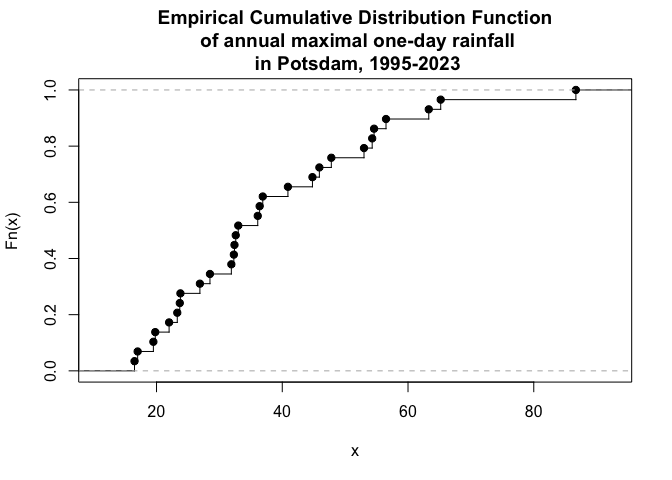 Empirical Cumulative Distribution Function
of annual maximal one-day rainfall
in Potsdam, 1995-2023
Fn(x)
1.0
0.8
0.6
0.4
0.2
0.0
20 40 60 80
x